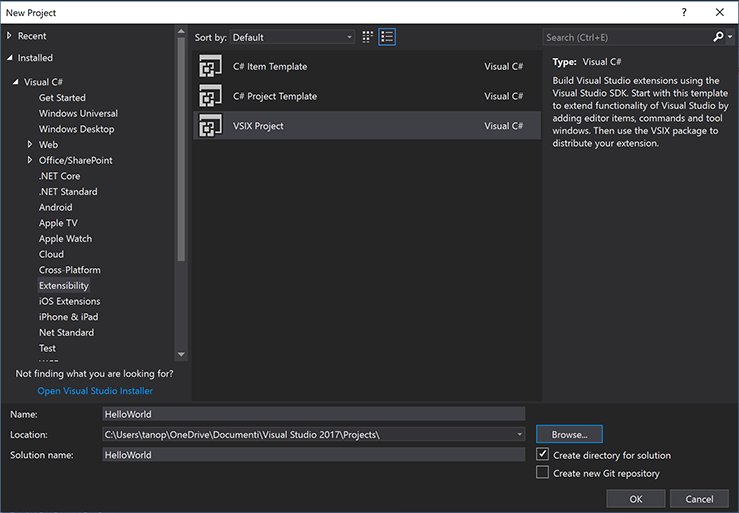 New Project
?
Recent
Installed
Visual C#
Get Started
Windows Universal
Windows Desktop
Web
Office/SharePoint
.NET Core
.NET Standard
Android
Apple TV
Apple Watch
Cloud
Cross-Platform
Extensibility
iOS Extensions
iPhone & iPad
Net Standard
Test
Not finding what you are looking for?
Open Visual Studio Installer
Sort by: Default
C# Item Template Visual C#
C# Project Template Visual C#
VSIX Project Visual C#
Search (Ctrl+E)
Type: Visual C#
Build Visual Studio extensions using the
Visual Studio SDK. Start with this template
to extend functionality of Visual Studio by
adding editor items, commands and tool
windows. Then use the VSIX package to
distribute your extension.
Name: HelloWorld
Location: C:\Users\tanop\OneDrive\Documenti\Visual Studio 2017\Projects\
Browse...
Solution name: HelloWorld
Create directory for solution
Create new Git repository
OK Cancel